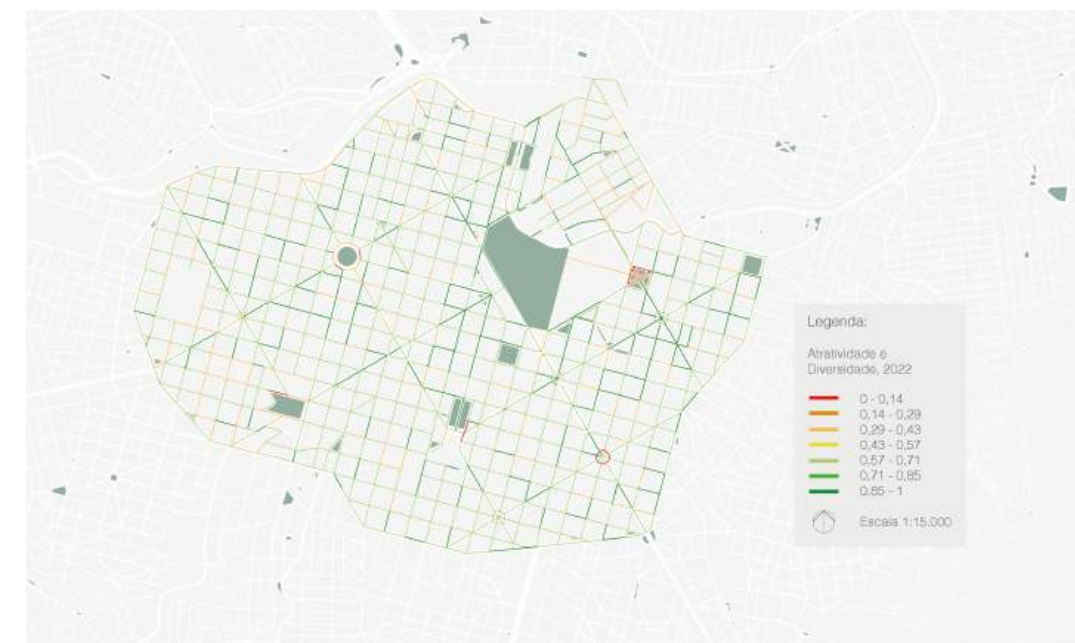 Legenda:
Atratividade e
Diversidade, 2022
0 - 0,14
0,14 - 0,29
0,29 - 0,43
0,43 - 0,57
0,57 - 0,71
0,71 - 0,85
0,85 - 1
Escala 1:15.000